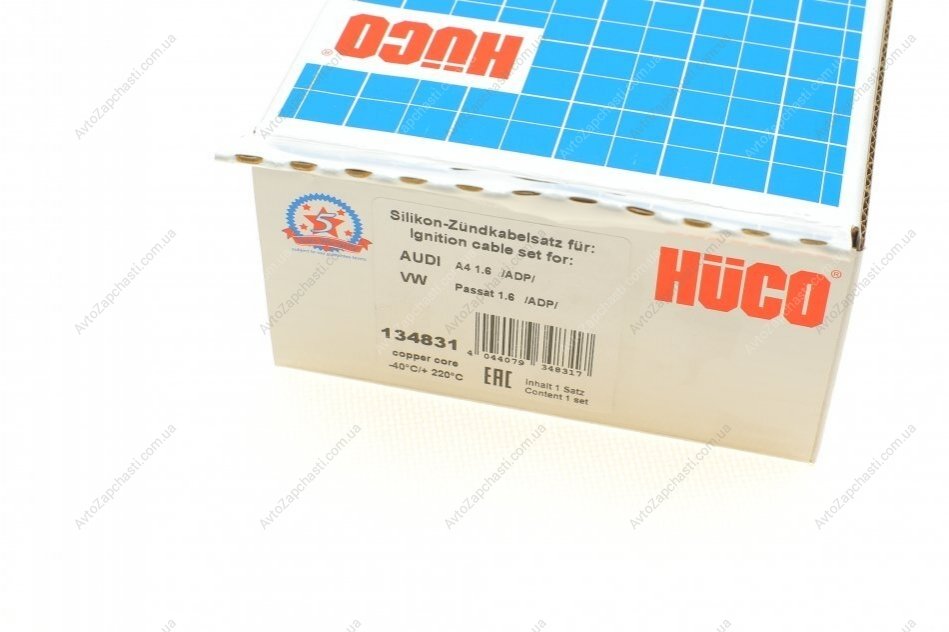 HÜCO ®
5
Silikon-Zündkabelsatz für:
Ignition cable set for:
AUDI A4 1.6 /ADP/
VW Passat 1.6 /ADP/
HÜCO ®
134831
4 044079 348317
copper core
-40°C/+ 220°C
EAC
Inhalt 1 Satz
Content 1 set
AvtoZapchasti.com.ua